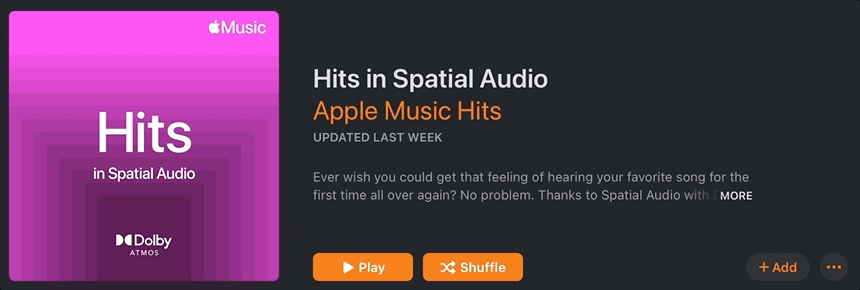 Music
Hits
in Spatial Audio
Dolby
ATMOS
Hits in Spatial Audio
Apple Music Hits
UPDATED LAST WEEK
Ever wish you could get that feeling of hearing your favorite song for the
first time all over again? No problem. Thanks to Spatial Audio with MORE
Play
Shuffle
+ Add